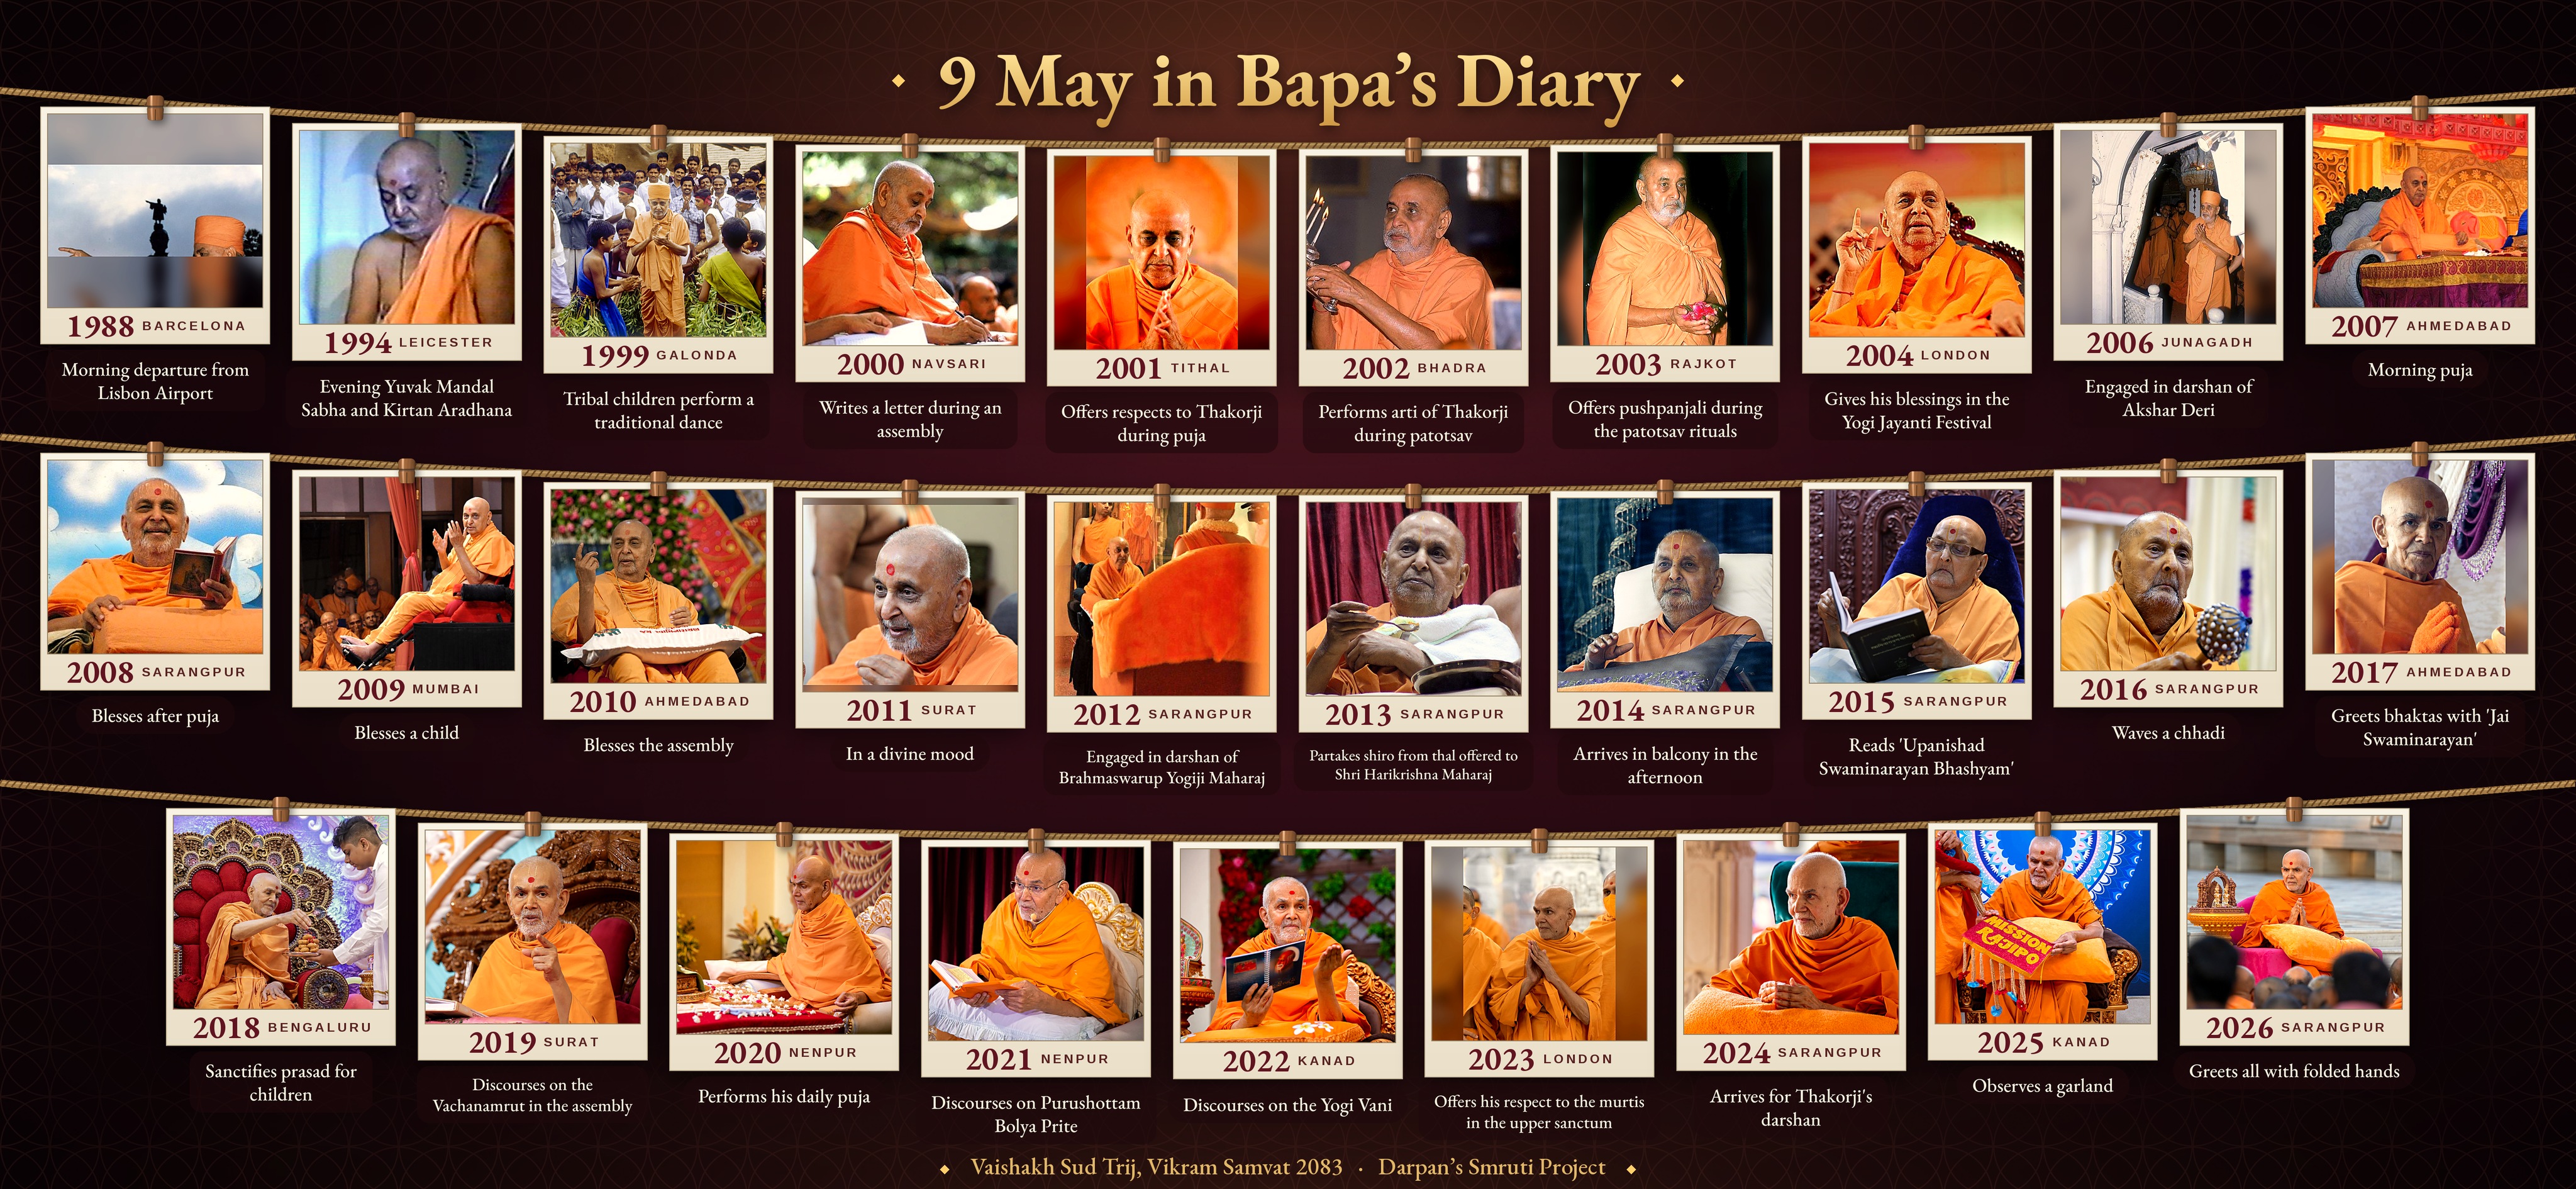 9 May in Bapa's Diary
1988 BARCELONA
Morning departure from
Lisbon Airport
1994 LEICESTER
Evening Yuvak Mandal
Sabha and Kirtan Aradhana
1999 GALONDA
Tribal children perform a
traditional dance
2000 NAVSARI
Writes a letter during an
assembly
2001 TITHAL
Offers respects to Thakorji
during puja
2002 BHADRA
Performs arti of Thakorji
during patotsav
2003 RAJKOT
Offers pushpanjali during
the patotsav rituals
2004 LONDON
Gives his blessings in the
Yogi Jayanti Festival
2006 JUNAGADH
Engaged in darshan of
Akshar Deri
2007 AHMEDABAD
Morning puja
2008 SARANGPUR
Blesses after puja
2009 MUMBAI
Blesses a child
2010 AHMEDABAD
Blesses the assembly
2011 SURAT
In a divine mood
2012 SARANGPUR
Engaged in darshan of
Brahmaswarup Yogiji Maharaj
2013 SARANGPUR
Partakes shiro from thal offered to
Shri Harikrishna Maharaj
2014 SARANGPUR
Arrives in balcony in the
afternoon
2015 SARANGPUR
Reads 'Upanishad
Swaminarayan Bhashyam'
2016 SARANGPUR
Waves a chhadi
2017 AHMEDABAD
Greets bhaktas with 'Jai
Swaminarayan'
2018 BENGALURU
Sanctifies prasad for
children
2019 SURAT
Discourses on the
Vachanamrut in the assembly
2020 NENPUR
Performs his daily puja
2021 NENPUR
Discourses on Purushottam
Bolya Prite
2022 KANAD
Discourses on the Yogi Vani
2023 LONDON
Offers his respect to the murtis
in the upper sanctum
2024 SARANGPUR
Arrives for Thakorji's
darshan
MISSION
રાજીપો
2025 KANAD
Observes a garland
2026 SARANGPUR
Greets all with folded hands
Vaishakh Sud Trij, Vikram Samvat 2083 · Darpan's Smruti Project